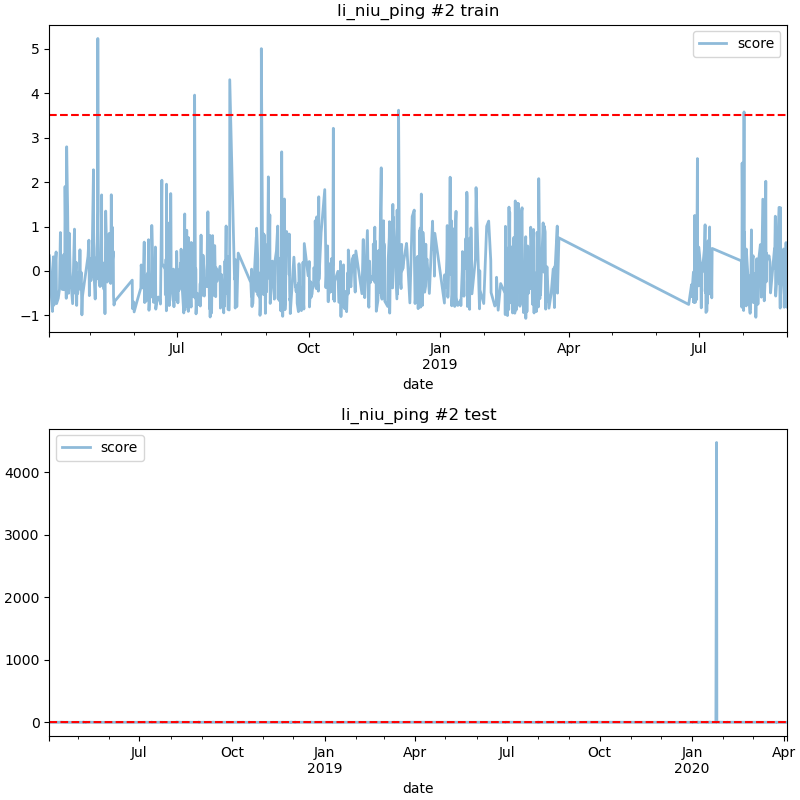 li_niu_ping #2 train
score
5
4
3
2
1
0
−1
Jul Oct Jan Apr Jul
2019
date
li_niu_ping #2 test
score
4000
3000
2000
1000
0
Jul Oct Jan Apr Jul Oct Jan Apr
2019 2020
date